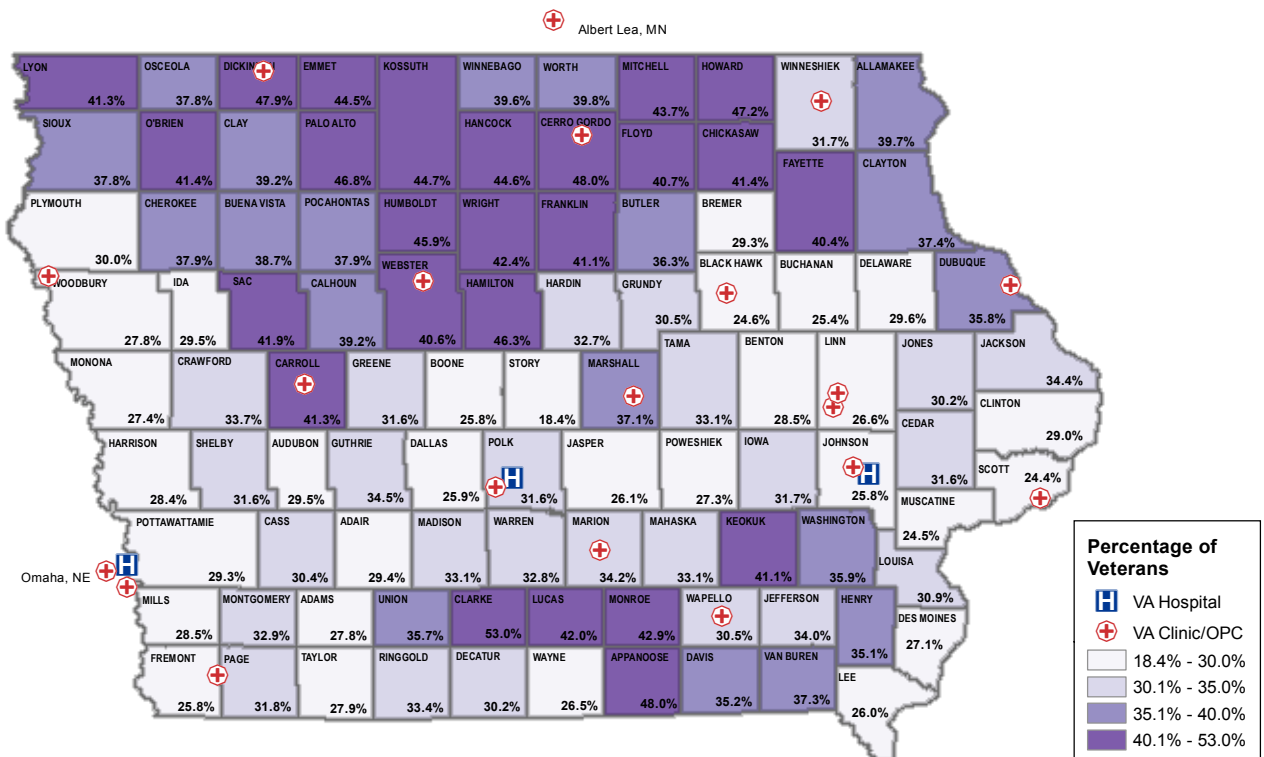 Albert Lea, MN
LYON
41.3%
OSCEOLA
37.8%
DICKIN
47.9%
EMMET
44.5%
KOSSUTH
44.7%
WINNEBAGO
39.6%
WORTH
39.8%
MITCHELL
43.7%
HOWARD
47.2%
WINNESHIEK
31.7%
ALLAMAKEE
39.7%
SIOUX
37.8%
O'BRIEN
41.4%
CLAY
39.2%
PALO ALTO
46.8%
HANCOCK
44.6%
CERRO GORDO
48.0%
FLOYD
40.7%
CHICKASAW
41.4%
FAYETTE
40.4%
CLAYTON
37.4%
PLYMOUTH
30.0%
CHEROKEE
37.9%
BUENA VISTA
38.7%
POCAHONTAS
37.9%
HUMBOLDT
45.9%
WRIGHT
42.4%
FRANKLIN
41.1%
BUTLER
36.3%
BREMER
29.3%
WOODBURY
27.8%
IDA
29.5%
SAC
41.9%
CALHOUN
39.2%
WEBSTER
40.6%
HAMILTON
46.3%
HARDIN
32.7%
GRUNDY
30.5%
BLACK HAWK
24.6%
BUCHANAN
25.4%
DELAWARE
29.6%
DUBUQUE
35.8%
MONONA
27.4%
CRAWFORD
33.7%
CARROLL
41.3%
GREENE
31.6%
BOONE
25.8%
STORY
18.4%
MARSHALL
37.1%
TAMA
33.1%
BENTON
28.5%
LINN
26.6%
JONES
30.2%
JACKSON
34.4%
CLINTON
29.0%
HARRISON
28.4%
SHELBY
31.6%
AUDUBON
29.5%
GUTHRIE
34.5%
DALLAS
25.9%
POLK
31.6%
JASPER
26.1%
POWESHIEK
27.3%
IOWA
31.7%
JOHNSON
25.8%
CEDAR
31.6%
SCOTT
24.4%
MUSCATINE
24.5%
Omaha, NE
POTTAWATTAMIE
29.3%
CASS
30.4%
ADAIR
29.4%
MADISON
33.1%
WARREN
32.8%
MARION
34.2%
MAHASKA
33.1%
KEOKUK
41.1%
WASHINGTON
35.9%
LOUISA
30.9%
MILLS
28.5%
MONTGOMERY
32.9%
ADAMS
27.8%
UNION
35.7%
CLARKE
53.0%
LUCAS
42.0%
MONROE
42.9%
WAPELLO
30.5%
JEFFERSON
34.0%
HENRY
35.1%
DES MOINES
27.1%
FREMONT
25.8%
PAGE
31.8%
TAYLOR
27.9%
RINGGOLD
33.4%
DECATUR
30.2%
WAYNE
26.5%
APPANOOSE
48.0%
DAVIS
35.2%
VAN BUREN
37.3%
LEE
26.0%
Percentage of
Veterans
H VA Hospital
VA Clinic/OPC
18.4% - 30.0%
30.1% - 35.0%
35.1% - 40.0%
40.1% - 53.0%
H
H
H